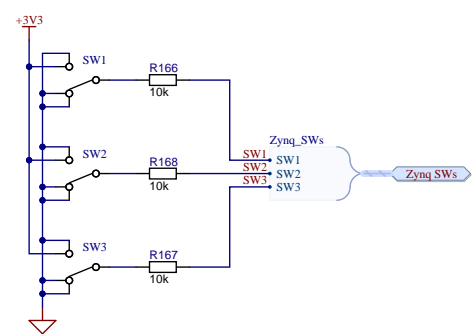 +3V3
SW1
R166
10k
Zynq_SWs
SW1 SW1
SW2 R168 SW2 SW2 Zynq SWs
10k SW3 SW3
SW3 R167
10k